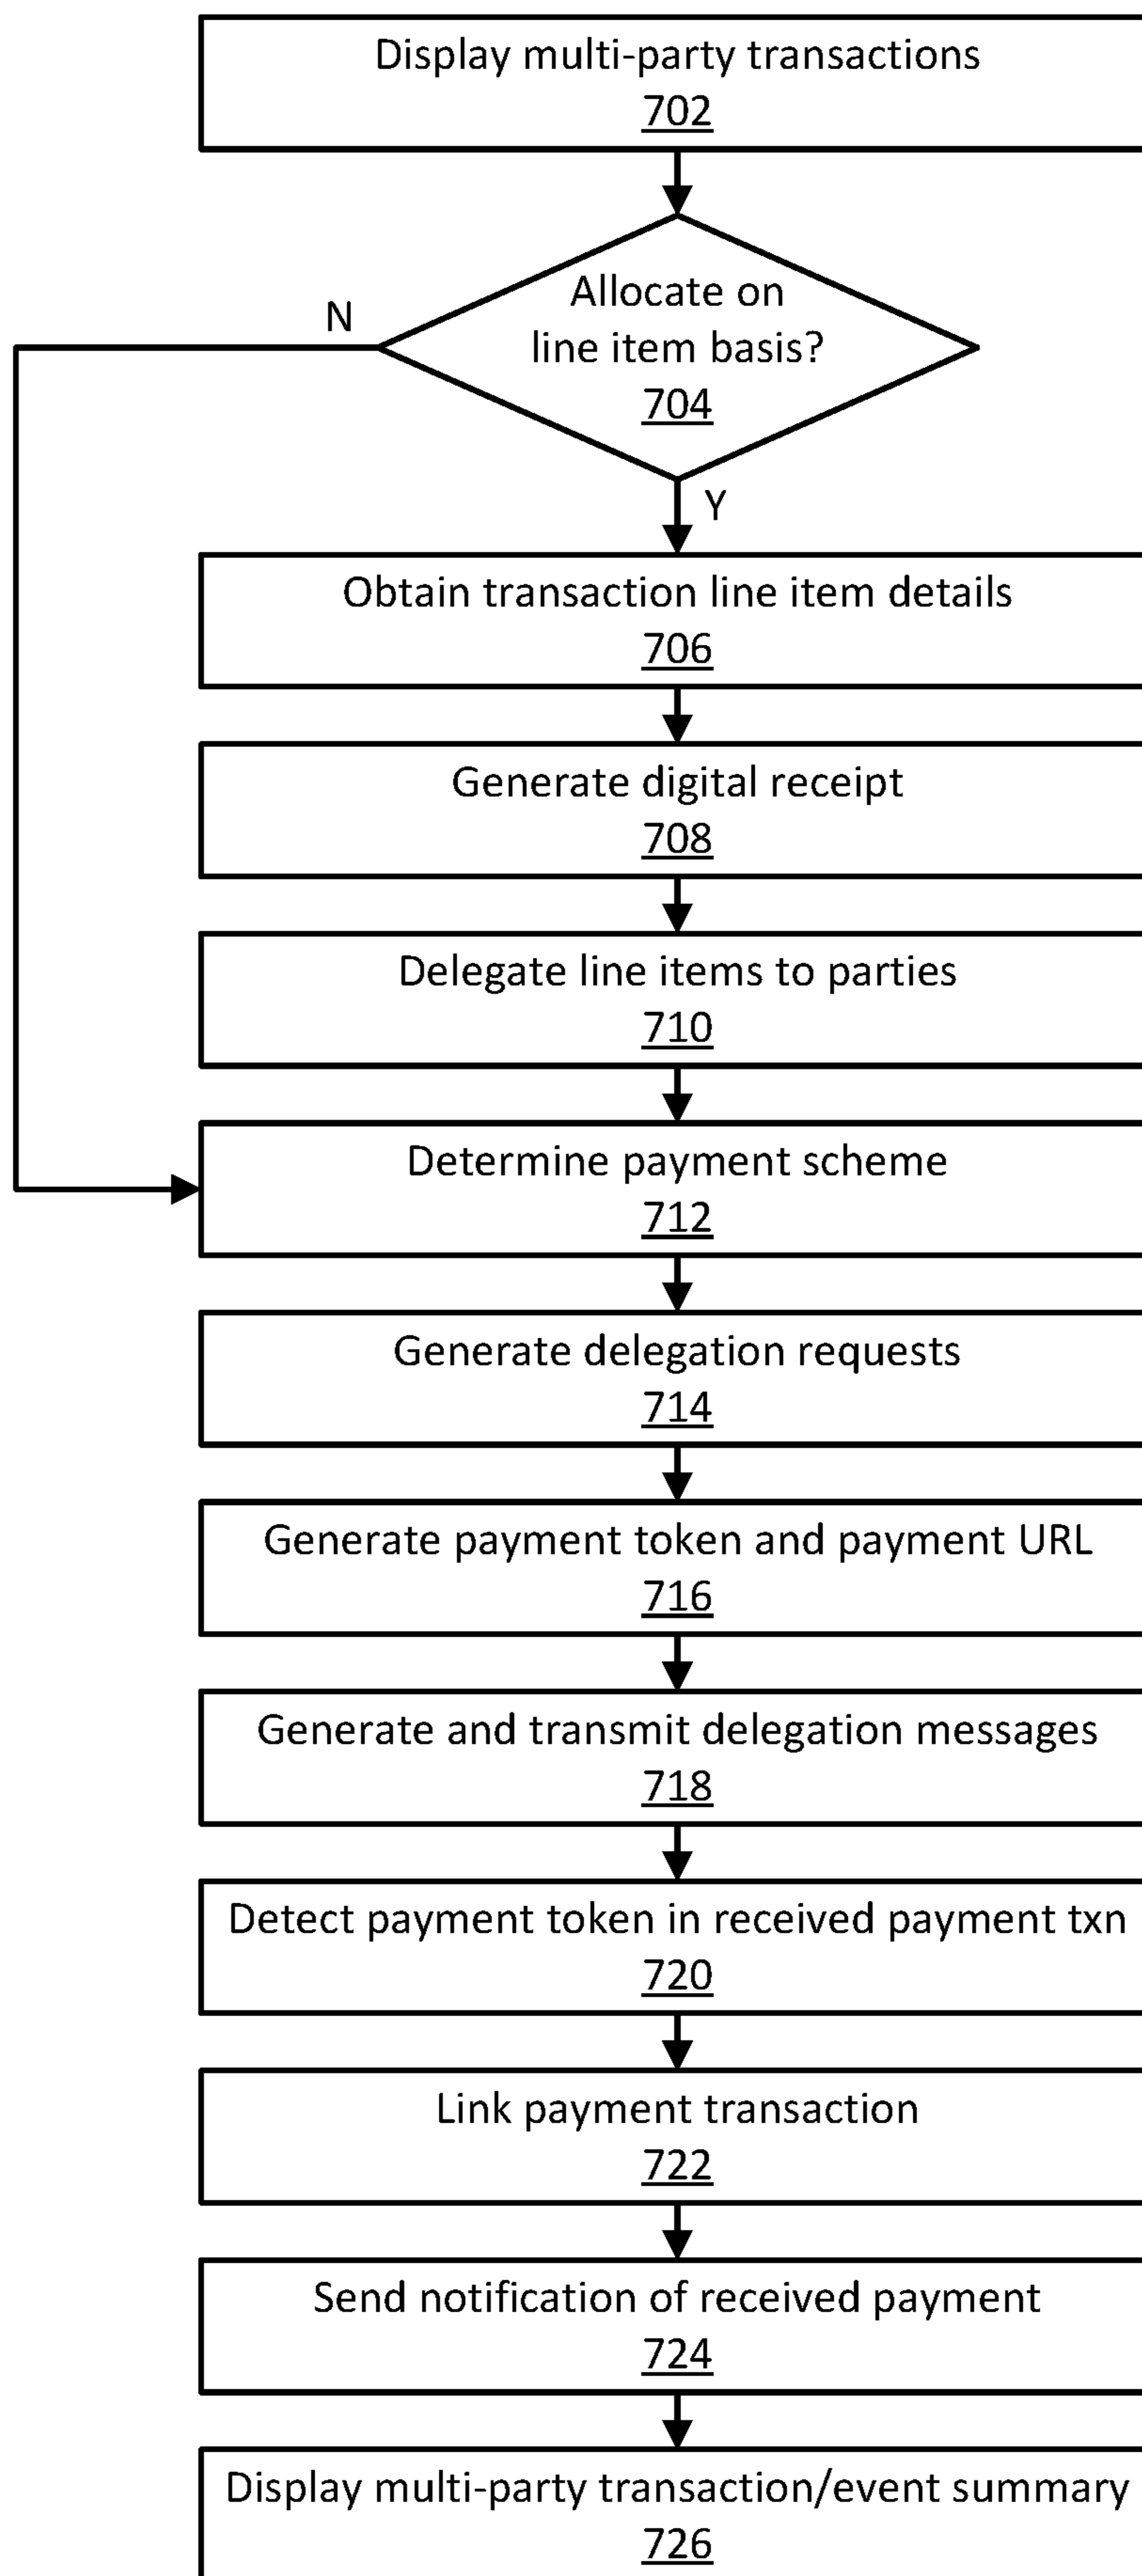 Display multi-party transactions
702
Allocate on
line item basis?
704
N
Y
Obtain transaction line item details
706
Generate digital receipt
708
Delegate line items to parties
710
Determine payment scheme
712
Generate delegation requests
714
Generate payment token and payment URL
716
Generate and transmit delegation messages
718
Detect payment token in received payment txn
720
Link payment transaction
722
Send notification of received payment
724
Display multi-party transaction/event summary
726